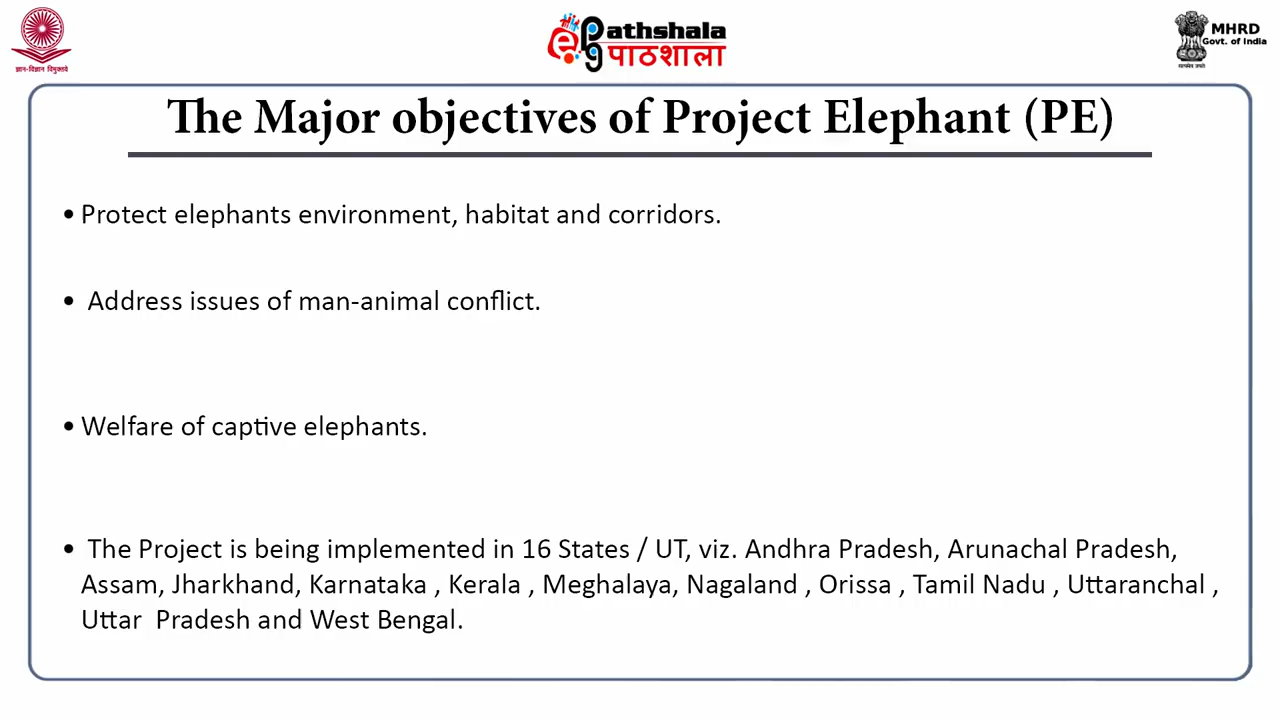 ज्ञान-विज्ञान विमुक्तये
ePathshala
पाठशाला
MHRD
Govt. of India
The Major objectives of Project Elephant (PE)
• Protect elephants environment, habitat and corridors.
• Address issues of man-animal conflict.
• Welfare of captive elephants.
• The Project is being implemented in 16 States / UT, viz. Andhra Pradesh, Arunachal Pradesh,
Assam, Jharkhand, Karnataka , Kerala , Meghalaya, Nagaland , Orissa , Tamil Nadu , Uttaranchal ,
Uttar Pradesh and West Bengal.